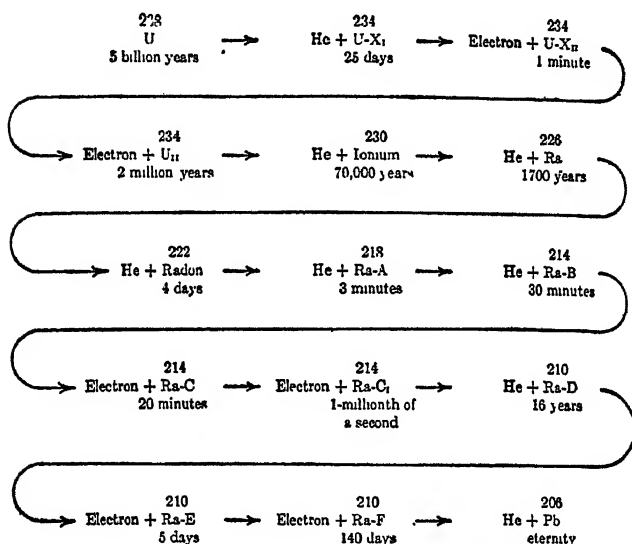 238 234 234
U He + U-X₁ Electron + U-X₁₁
5 billion years 25 days 1 minute
234 230 226
Electron + U₁₁ He + Ionium He + Ra
2 million years 70,000 years 1700 years
222 218 214
He + Radon He + Ra-A He + Ra-B
4 days 3 minutes 30 minutes
214 214 210
Electron + Ra-C Electron + Ra-C₁ He + Ra-D
20 minutes 1-millionth of 16 years
a second
210 210 206
Electron + Ra-E Electron + Ra-F He + Pb
5 days 140 days eternity